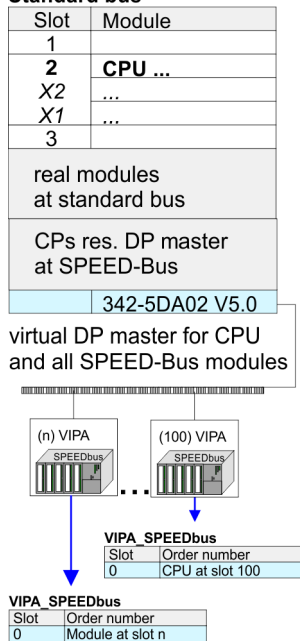 Standard bus
Slot Module
1
2 CPU ...
X2 ...
X1 ...
3
real modules
at standard bus
CPs res. DP master
at SPEED-Bus
342-5DA02 V5.0
virtual DP master for CPU
and all SPEED-Bus modules
(n) VIPA (100) VIPA
SPEEDbus SPEEDbus
...
VIPA_SPEEDbus
Slot Order number
0 CPU at slot 100
VIPA_SPEEDbus
Slot Order number
0 Module at slot n